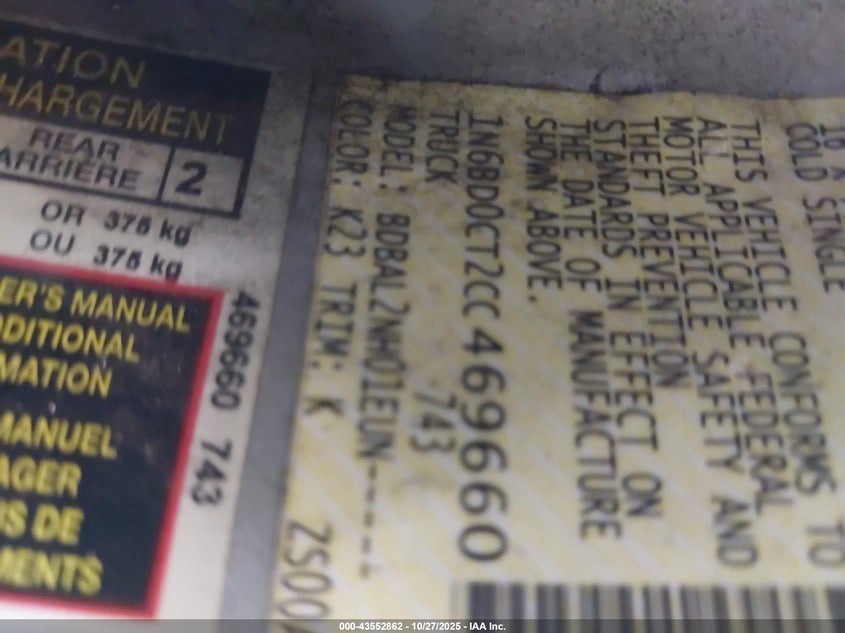 ATION
HARGEMENT
REAR
ARRIÈRE
2
OR 375 kg
OU 375 kg
ER'S MANUAL
DDITIONAL
MATION
MANUEL
AGER
DE
MENTS
469660 743
18 X
COLD SINGLE
THIS VEHICLE CONFORMS TO
ALL APPLICABLE FEDERAL
MOTOR VEHICLE SAFETY AND
THEFT PREVENTION
STANDARDS IN EFFECT ON
THE DATE OF MANUFACTURE
SHOWN ABOVE.
1N6BD0CT2CC469660
TRUCK 743
MODEL: BDBAL2NHO1EUN-----
COLOR: K23 TRIM: K
000-43552862 - 10/27/2025 - IAA Inc.